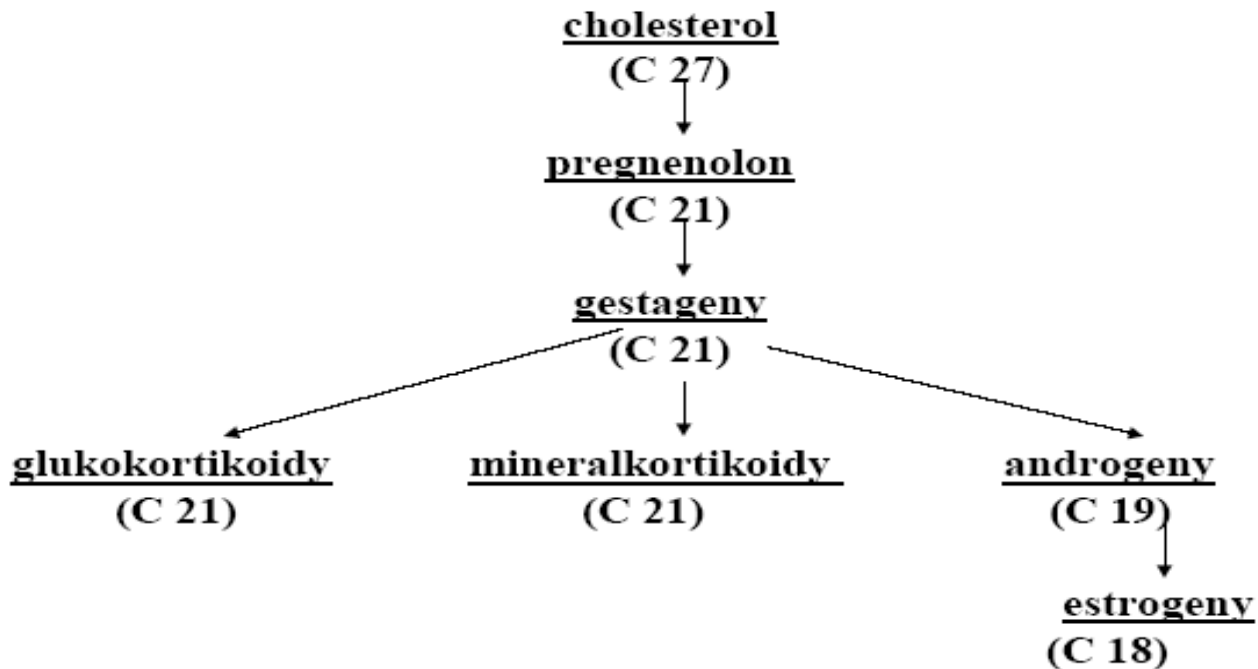 cholesterol
(C 27)
pregnenolon
(C 21)
gestageny
(C 21)
glukokortikoidy mineralkortikoidy androgeny
(C 21) (C 21) (C 19)
estrogeny
(C 18)